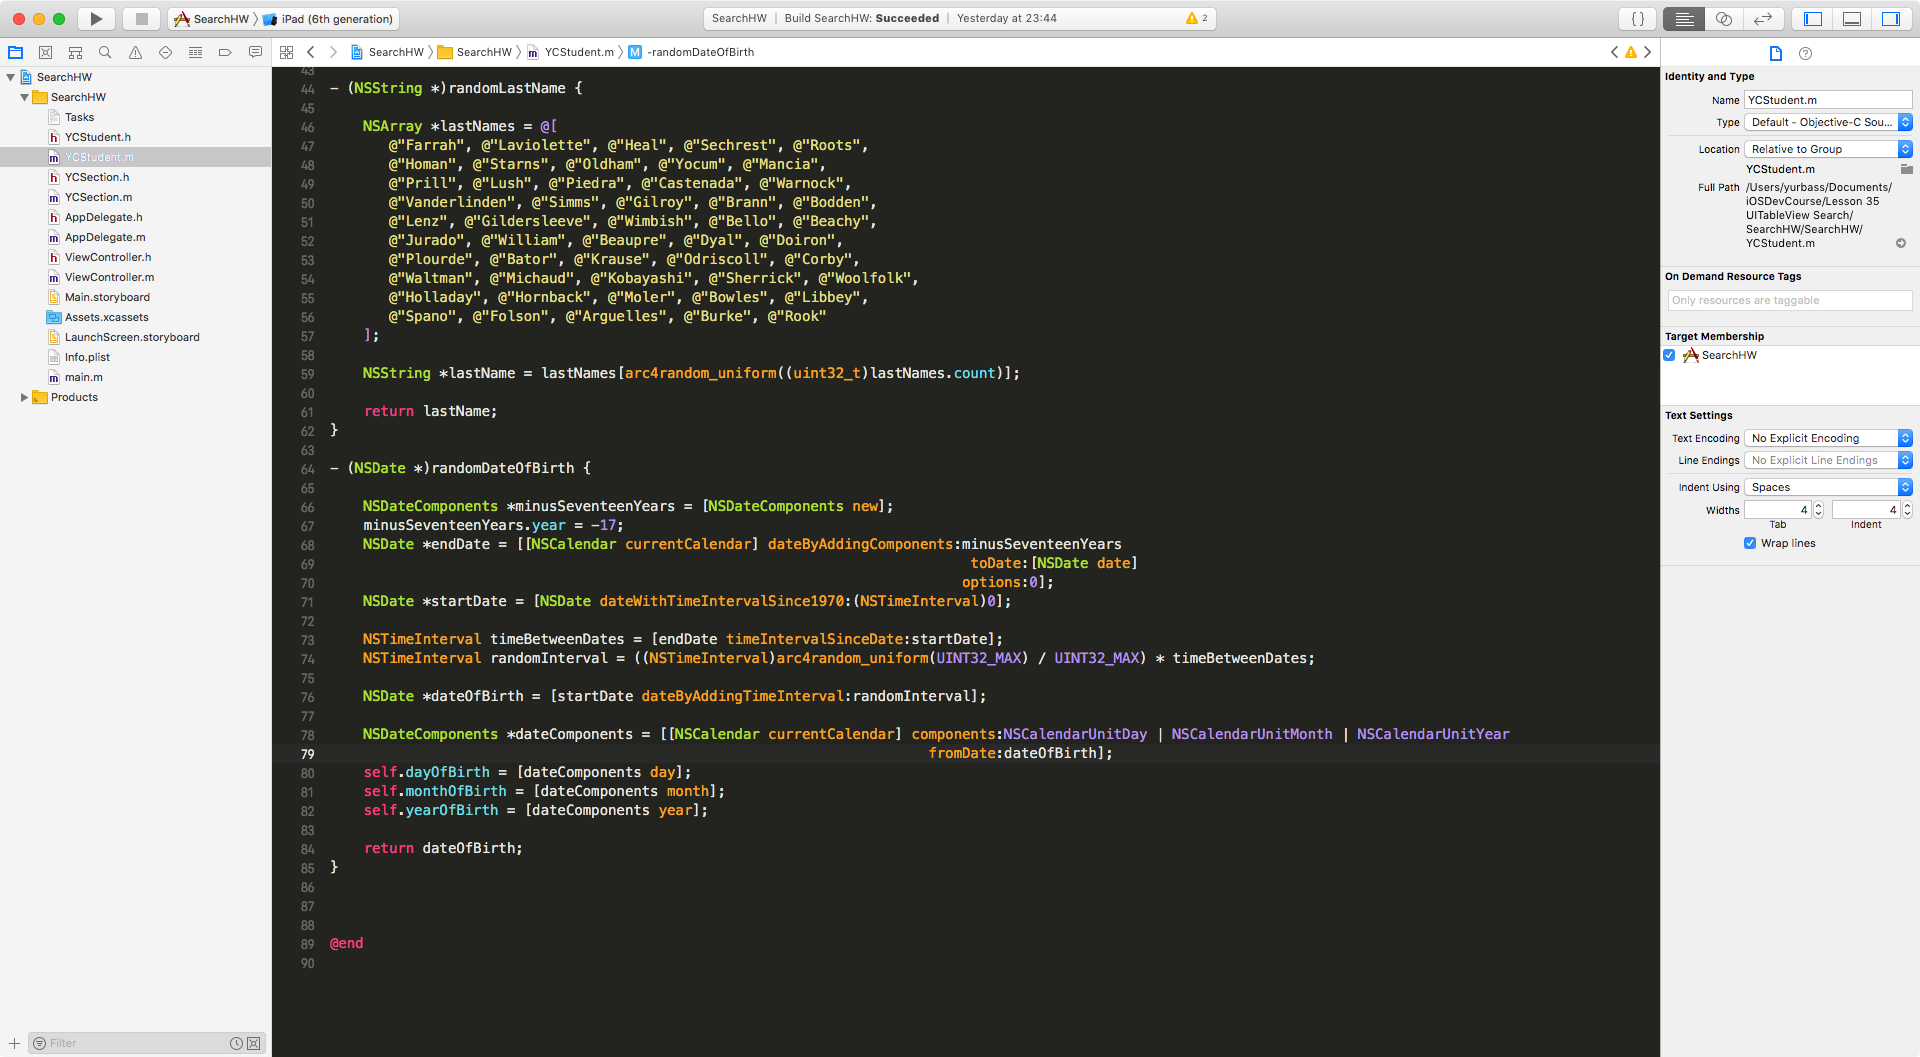 SearchHW iPad (6th generation)
SearchHW | Build SearchHW: Succeeded | Yesterday at 23:44
2
{}
SearchHW
SearchHW
YCStudent.m
M -randomDateOfBirth
SearchHW
SearchHW
Tasks
YCStudent.h
YCStudent.m
YCSection.h
YCSection.m
AppDelegate.h
AppDelegate.m
ViewController.h
ViewController.m
Main.storyboard
Assets.xcassets
LaunchScreen.storyboard
Info.plist
main.m
Products
Filter
43
44 - (NSString *)randomLastName {
45
46 NSArray *lastNames = @[
47 @"Farrah", @"Laviolette", @"Heal", @"Sechrest", @"Roots",
48 @"Homan", @"Starns", @"Oldham", @"Yocum", @"Mancia",
49 @"Prill", @"Lush", @"Piedra", @"Castenada", @"Warnock",
50 @"Vanderlinden", @"Simms", @"Gilroy", @"Brann", @"Bodden",
51 @"Lenz", @"Gildersleeve", @"Wimbish", @"Bello", @"Beachy",
52 @"Jurado", @"William", @"Beaupre", @"Dyal", @"Doiron",
53 @"Plourde", @"Bator", @"Krause", @"Odriscoll", @"Corby",
54 @"Waltman", @"Michaud", @"Kobayashi", @"Sherrick", @"Woolfolk",
55 @"Holladay", @"Hornback", @"Moler", @"Bowles", @"Libbey",
56 @"Spano", @"Folson", @"Arguelles", @"Burke", @"Rook"
57 ];
58
59 NSString *lastName = lastNames[arc4random_uniform((uint32_t)lastNames.count)];
60
61 return lastName;
62 }
63
64 - (NSDate *)randomDateOfBirth {
65
66 NSDateComponents *minusSeventeenYears = [NSDateComponents new];
67 minusSeventeenYears.year = -17;
68 NSDate *endDate = [[NSCalendar currentCalendar] dateByAddingComponents:minusSeventeenYears
69 toDate:[NSDate date]
70 options:0];
71 NSDate *startDate = [NSDate dateWithTimeIntervalSince1970:(NSTimeInterval)0];
72
73 NSTimeInterval timeBetweenDates = [endDate timeIntervalSinceDate:startDate];
74 NSTimeInterval randomInterval = ((NSTimeInterval)arc4random_uniform(UINT32_MAX) / UINT32_MAX) * timeBetweenDates;
75
76 NSDate *dateOfBirth = [startDate dateByAddingTimeInterval:randomInterval];
77
78 NSDateComponents *dateComponents = [[NSCalendar currentCalendar] components:NSCalendarUnitDay | NSCalendarUnitMonth | NSCalendarUnitYear
79 fromDate:dateOfBirth];
80 self.dayOfBirth = [dateComponents day];
81 self.monthOfBirth = [dateComponents month];
82 self.yearOfBirth = [dateComponents year];
83
84 return dateOfBirth;
85 }
86
87
88
89 @end
90
Identity and Type
Name YCStudent.m
Type Default - Objective-C Sou...
Location Relative to Group
YCStudent.m
Full Path /Users/yurbass/Documents/
iOSDevCourse/Lesson 35
UITableView Search/
SearchHW/SearchHW/
YCStudent.m
On Demand Resource Tags
Only resources are taggable
Target Membership
SearchHW
Text Settings
Text Encoding No Explicit Encoding
Line Endings No Explicit Line Endings
Indent Using Spaces
Widths 4 4
Tab Indent
Wrap lines